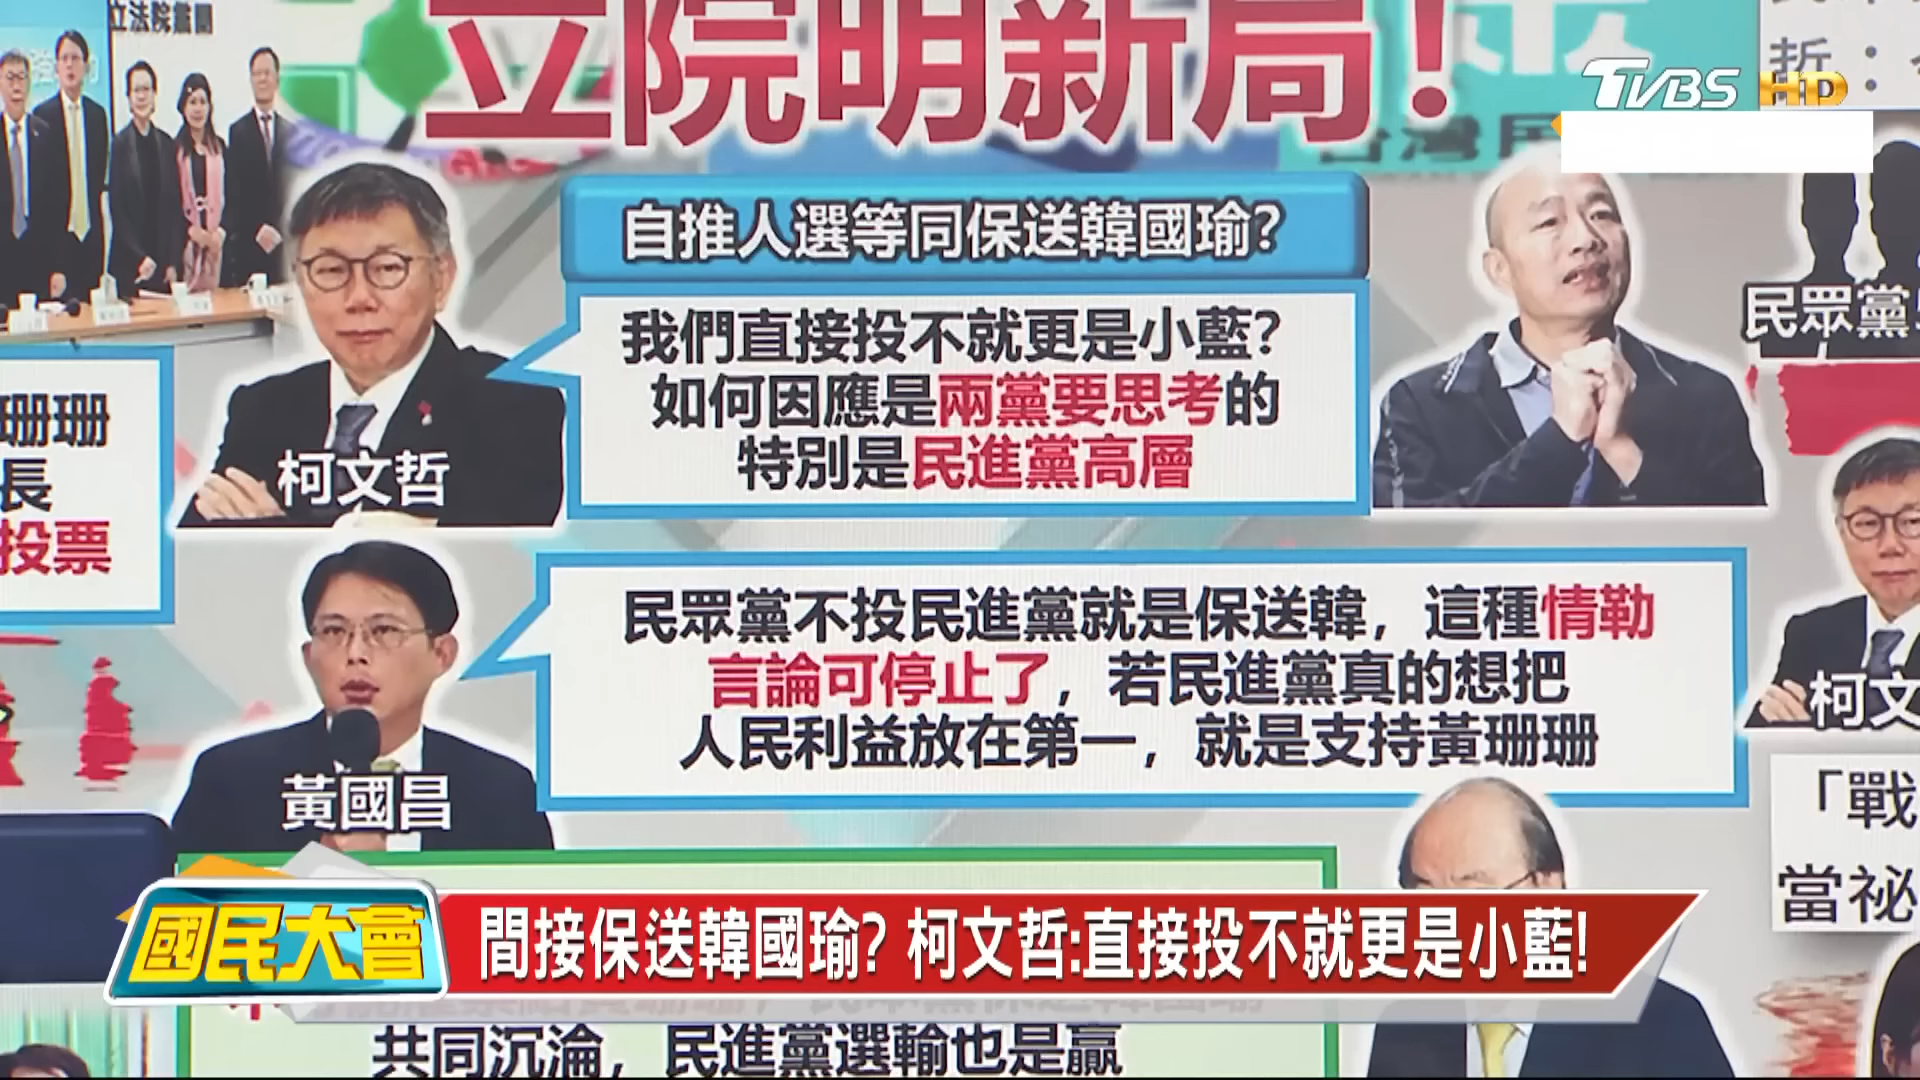 立法院露開
立院明新局!
TVBS HD
哲:
台灣民
自推人選等同保送韓國瑜?
我們直接投不就更是小藍?
如何因應是兩黨要思考的
特別是民進黨高層
柯文哲
民眾黨
珊珊
長
投票
民眾黨不投民進黨就是保送韓,這種情勒
言論可停止了,若民進黨真的想把
人民利益放在第一,就是支持黃珊珊
黃國昌
柯文
「戰
當祕
國民大會
間接保送韓國瑜? 柯文哲:直接投不就更是小藍!
共同沉淪,民進黨選輸也是贏